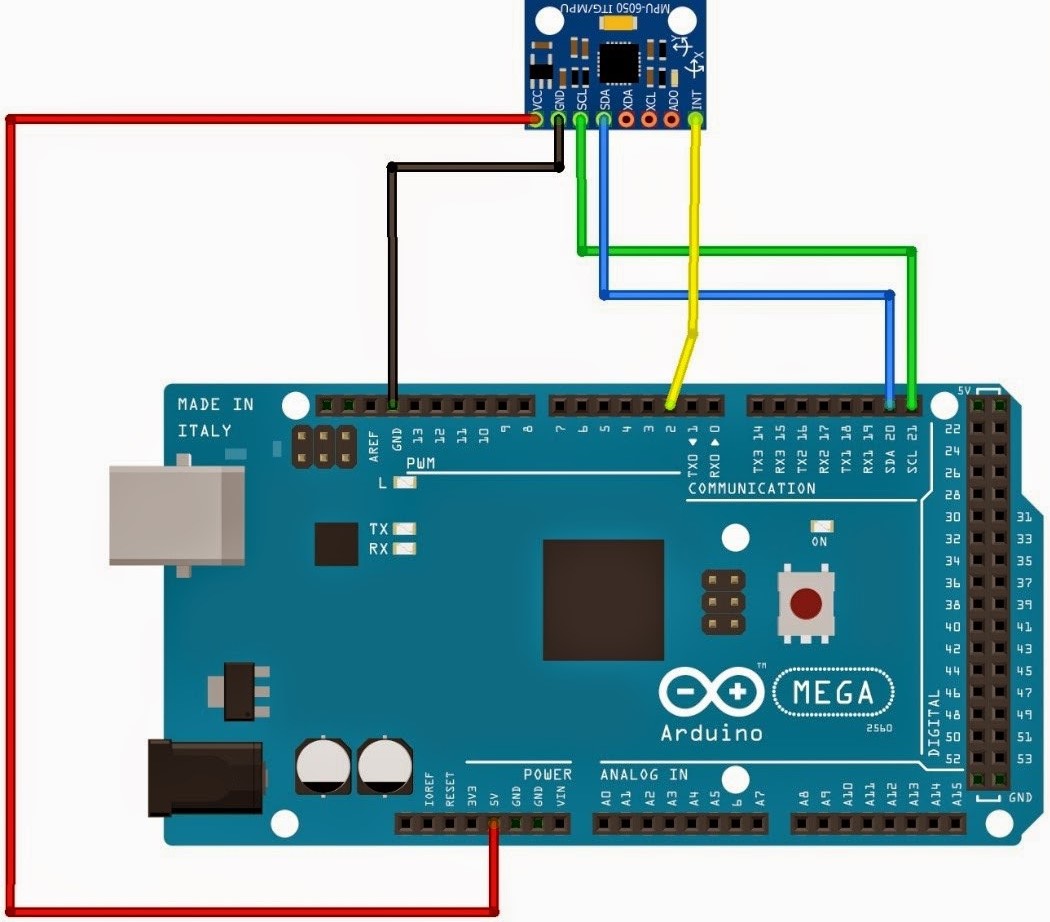 MPU-6050 ITG/MPU
Y
X
VCC
GND
SCL
SDA
XDA
XCL
ADO
INT
MADE IN
ITALY
AREF
GND
13
12
11
10
9
8
7
6
5
4
3
2
TX0 1
RX0 0
TX3 14
RX3 15
TX2 16
RX2 17
TX1 18
RX1 19
SDA 20
SCL 21
PWM
COMMUNICATION
L
TX
RX
ON
5V
22
24
26
28
30 31
32 33
34 35
36 37
38 39
40 41
42 43
44 45
46 47
48 49
50 51
52 53
DIGITAL
GND
MEGA
2560
TM
Arduino
POWER
ANALOG IN
IOREF
RESET
3V3
5V
GND
GND
VIN
A0
A1
A2
A3
A4
A5
6
A7
A8
A9
A10
A11
A12
A13
A14
A15